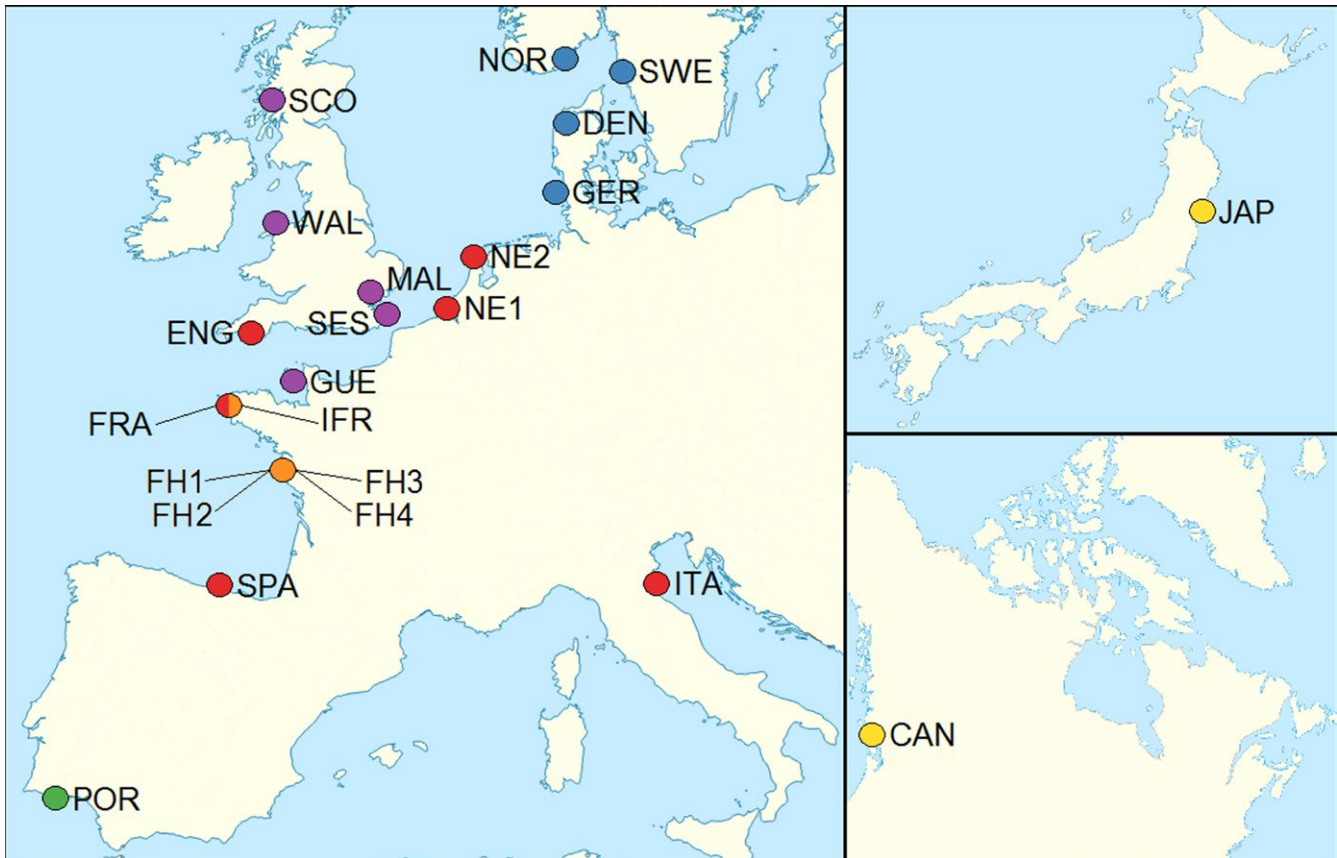 NOR
SWE
SCO
DEN
GER
WAL
JAP
NE2
MAL
NE1
SES
ENG
GUE
FRA
IFR
FH1
FH3
FH2
FH4
SPA
ITA
CAN
POR